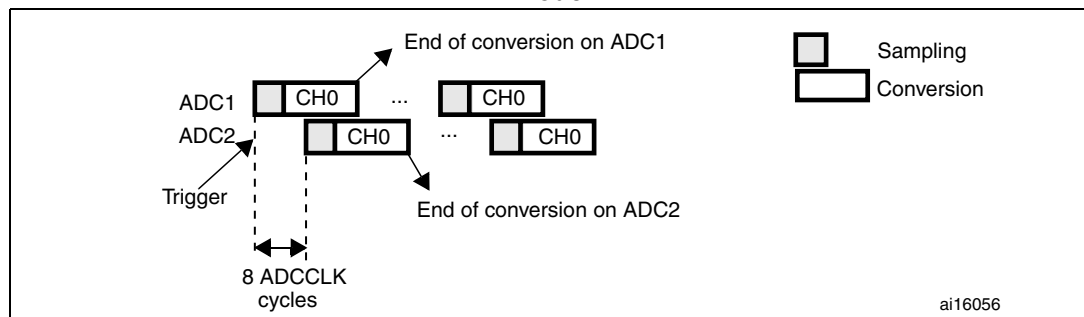 End of conversion on ADC1
Sampling
Conversion
ADC1
CH0
...
CH0
ADC2
CH0
...
CH0
Trigger
End of conversion on ADC2
8 ADCCLK
cycles
ai16056